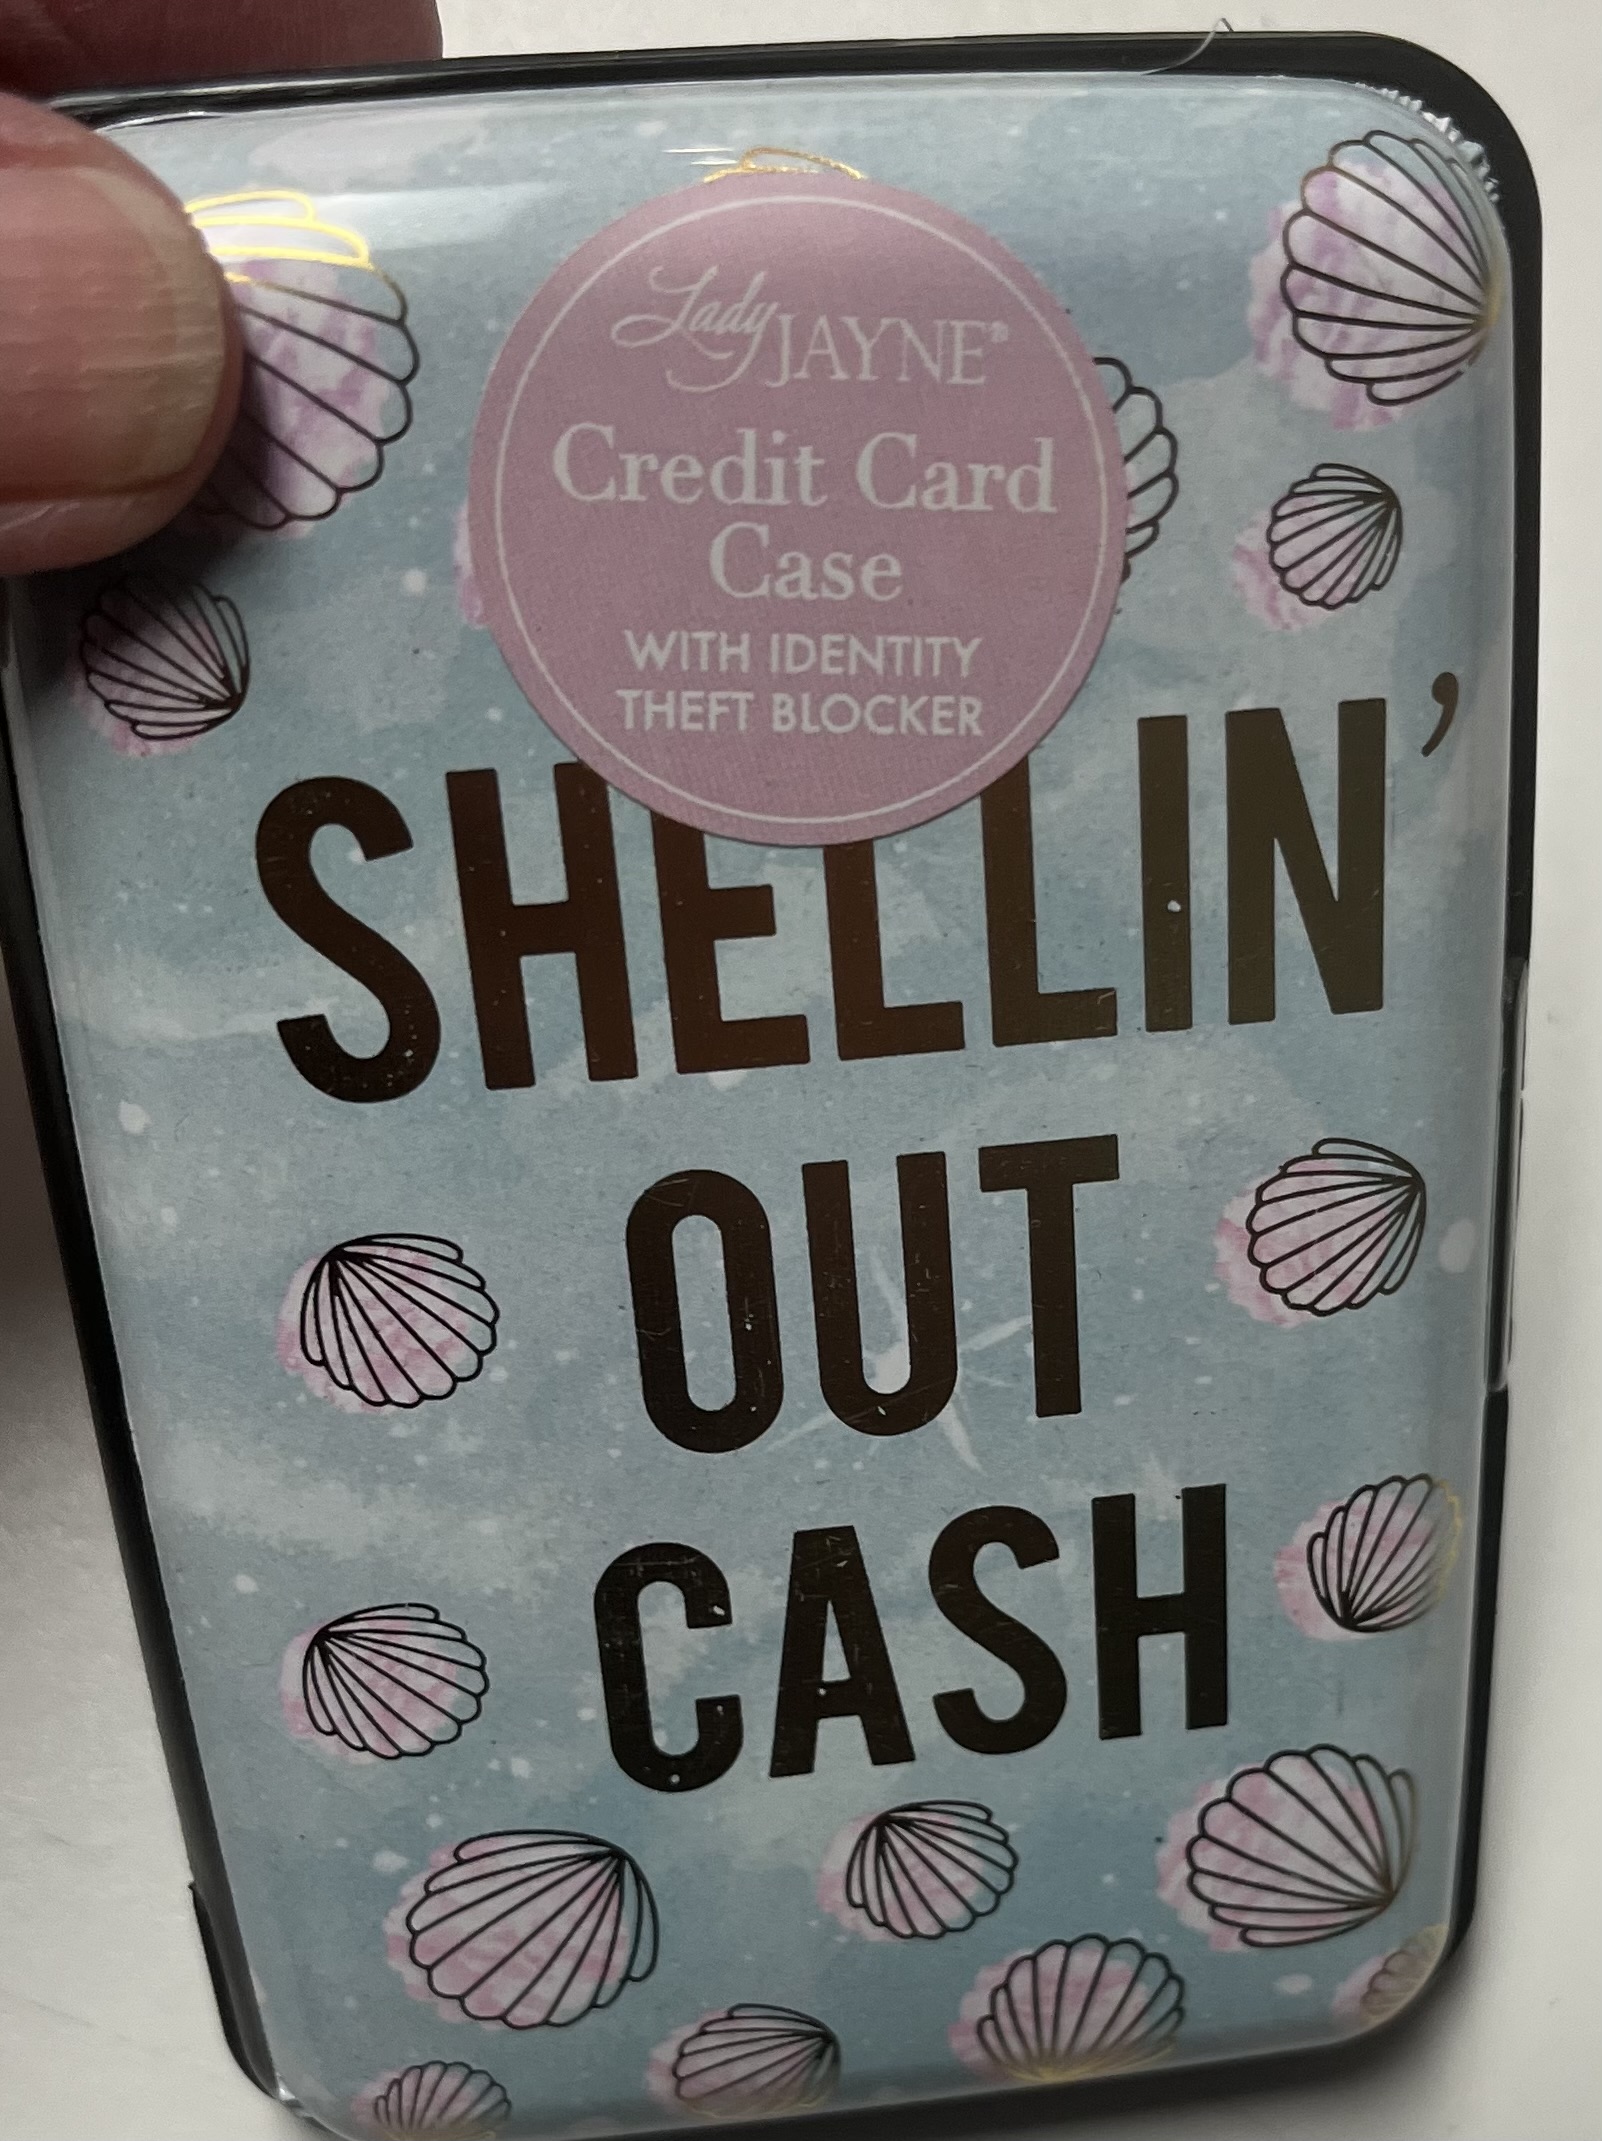 Lady JAYNE®
Credit Card
Case
WITH IDENTITY
THEFT BLOCKER
SHELLIN'
OUT
CASH